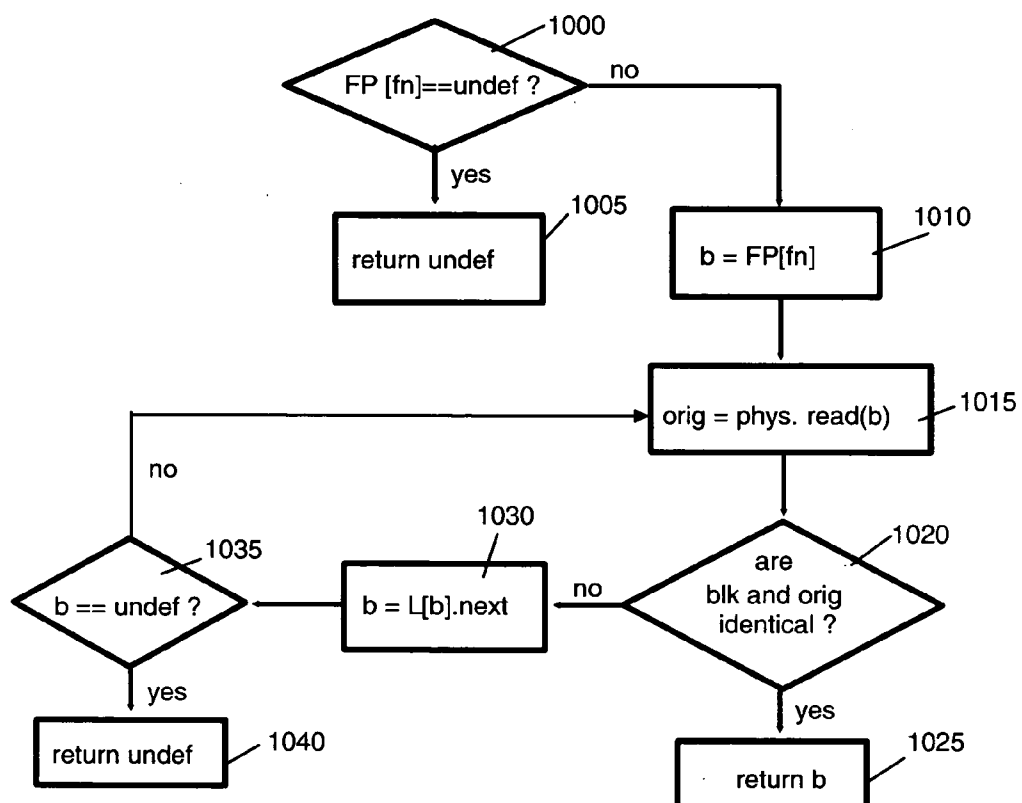 1000
FP [fn]==undef ?
no
yes
1005
return undef
1010
b = FP[fn]
1015
orig = phys. read(b)
no
1035
b == undef ?
1030
b = L[b].next
no
1020
are
blk and orig
identical ?
yes
return undef
1040
yes
1025
return b